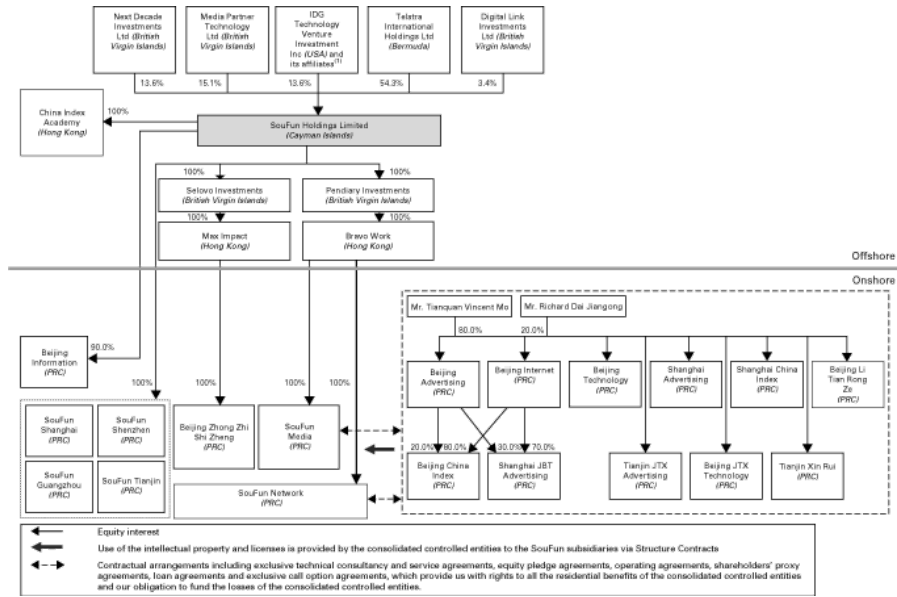 Next Decade
Investments
Ltd (British
Virgin Islands)
Media Partner
Technology
Ltd (British
Virgin Islands)
IDG
Technology
Venture
Investment
Inc (USA) and
its affiliates(1)
Telatra
International
Holdings Ltd
(Bermuda)
Digital Link
Investments
Ltd (British
Virgin Islands)
13.6%
15.1%
13.6%
54.3%
3.4%
China Index
Academy
(Hong Kong)
100%
SouFun Holdings Limited
(Cayman Islands)
100%
100%
Selovo Investments
(British Virgin Islands)
Pendiary Investments
(British Virgin Islands)
100%
100%
Max Impact
(Hong Kong)
Bravo Work
(Hong Kong)
Offshore
Onshore
Mr. Tianquan Vincent Mo
Mr. Richard Dai Jiangong
80.0%
20.0%
Beijing
Information
(PRC)
90.0%
Beijing
Advertising
(PRC)
Beijing Internet
(PRC)
Beijing
Technology
(PRC)
Shanghai
Advertising
(PRC)
Shanghai China
Index
(PRC)
Beijing Li
Tian Rong
Ze
(PRC)
100%
100%
100%
100%
SouFun
Shanghai
(PRC)
SouFun
Shenzhen
(PRC)
SouFun
Guangzhou
(PRC)
SouFun Tianjin
(PRC)
Beijing Zhong Zhi
Shi Zheng
(PRC)
SouFun
Media
(PRC)
20.0%
80.0%
30.0%
70.0%
Beijing China
Index
(PRC)
Shanghai JBT
Advertising
(PRC)
Tianjin JTX
Advertising
(PRC)
Beijing JTX
Technology
(PRC)
Tianjin Xin Rui
(PRC)
SouFun Network
(PRC)
Equity interest
Use of the intellectual property and licenses is provided by the consolidated controlled entities to the SouFun subsidiaries via Structure Contracts
Contractual arrangements including exclusive technical consultancy and service agreements, equity pledge agreements, operating agreements, shareholders' proxy
agreements, loan agreements and exclusive call option agreements, which provide us with rights to all the residential benefits of the consolidated controlled entities
and our obligation to fund the losses of the consolidated controlled entities.